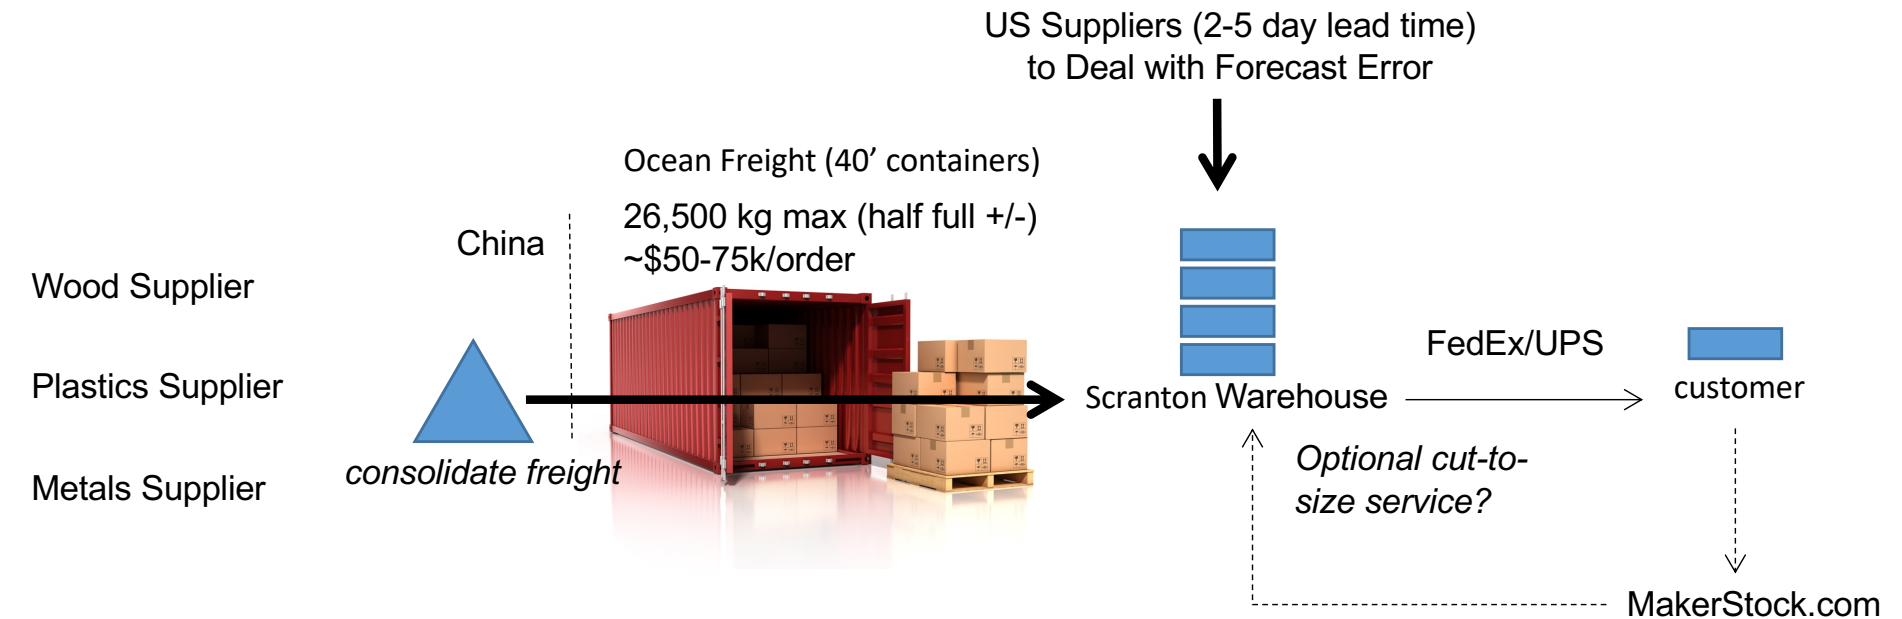 US Suppliers (2-5 day lead time)
to Deal with Forecast Error
Ocean Freight (40’ containers)
26,500 kg max (half full +/-)
~$50-75k/order
China
Wood Supplier
Plastics Supplier
Metals Supplier
consolidate freight
Scranton Warehouse
FedEx/UPS
customer
Optional cut-to-
size service?
MakerStock.com